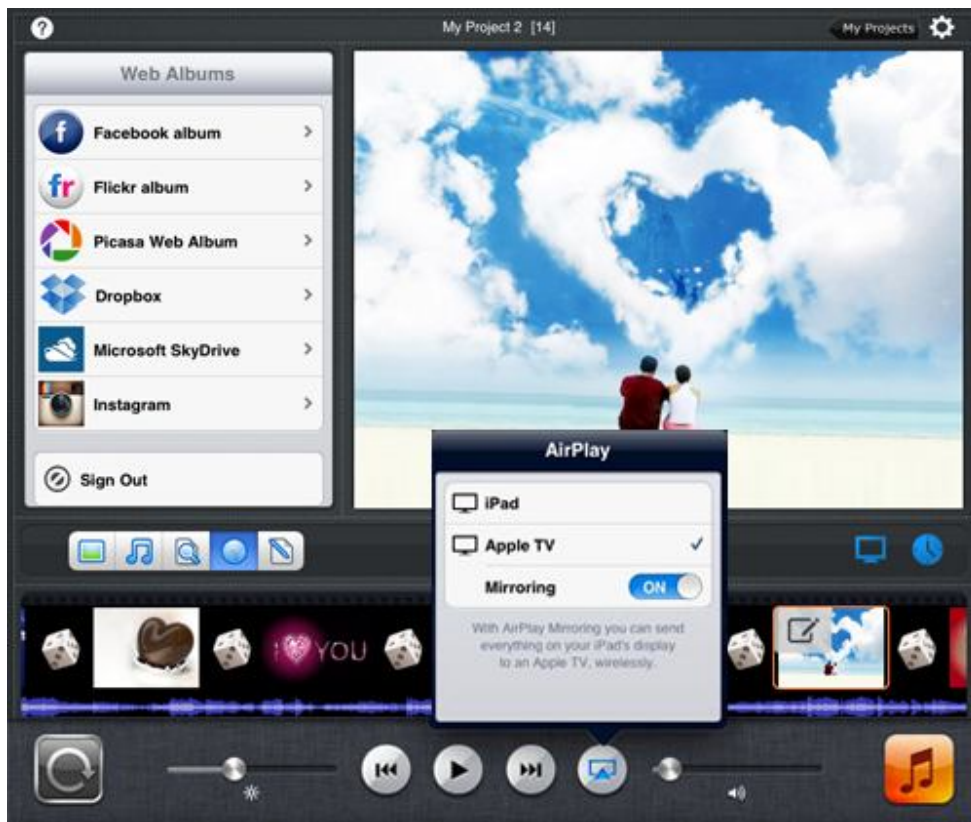 ?
My Project 2 [14]
My Projects
Web Albums
f
Facebook album
fr
Flickr album
Picasa Web Album
Dropbox
Microsoft SkyDrive
Instagram
Sign Out
AirPlay
iPad
Apple TV
Mirroring
ON
With AirPlay Mirroring you can send
everything on your iPad's display
to an Apple TV, wirelessly.
I YOU